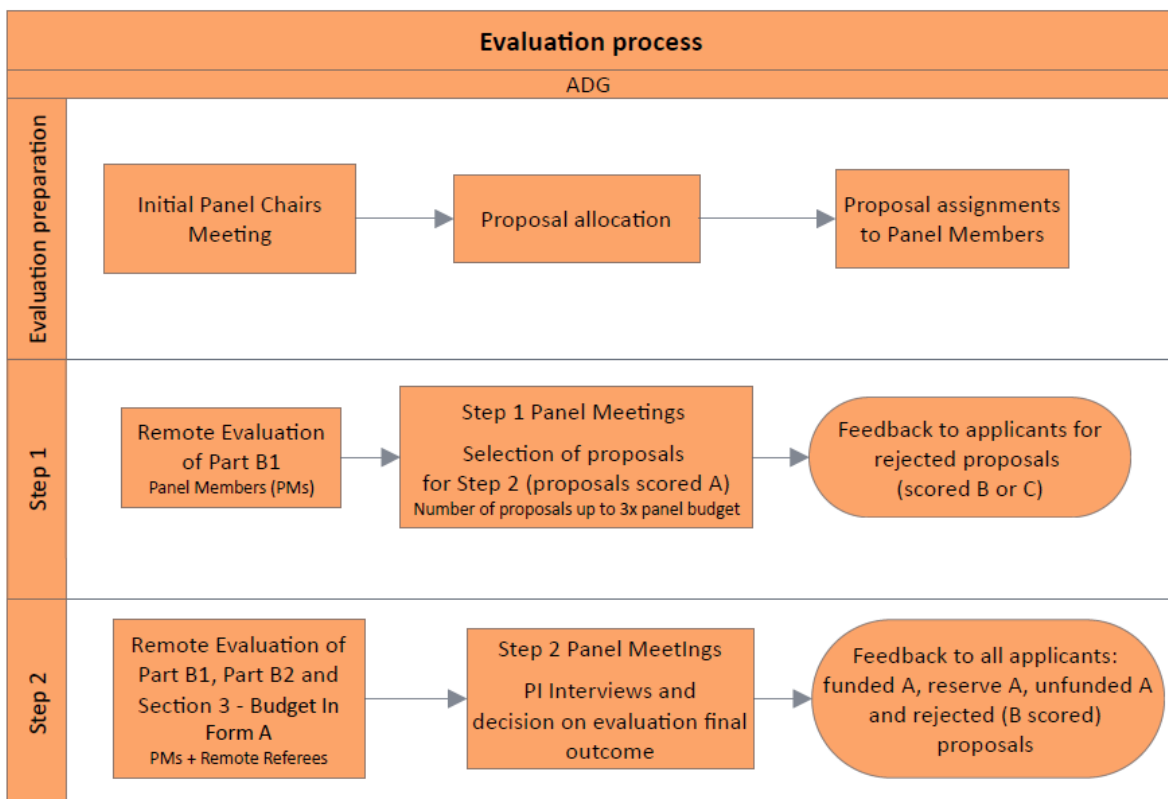 Evaluation process
ADG
Evaluation preparation
Initial Panel Chairs
Meeting
Proposal allocation
Proposal assignments
to Panel Members
Step 1
Remote Evaluation
of Part B1
Panel Members (PMs)
Step 1 Panel Meetings
Selection of proposals
for Step 2 (proposals scored A)
Number of proposals up to 3x panel budget
Feedback to applicants for
rejected proposals
(scored B or C)
Step 2
Remote Evaluation of
Part B1, Part B2 and
Section 3 - Budget In
Form A
PMs + Remote Referees
Step 2 Panel MeetIngs
PI Interviews and
decision on evaluation final
outcome
Feedback to all applicants:
funded A, reserve A, unfunded A
and rejected (B scored)
proposals